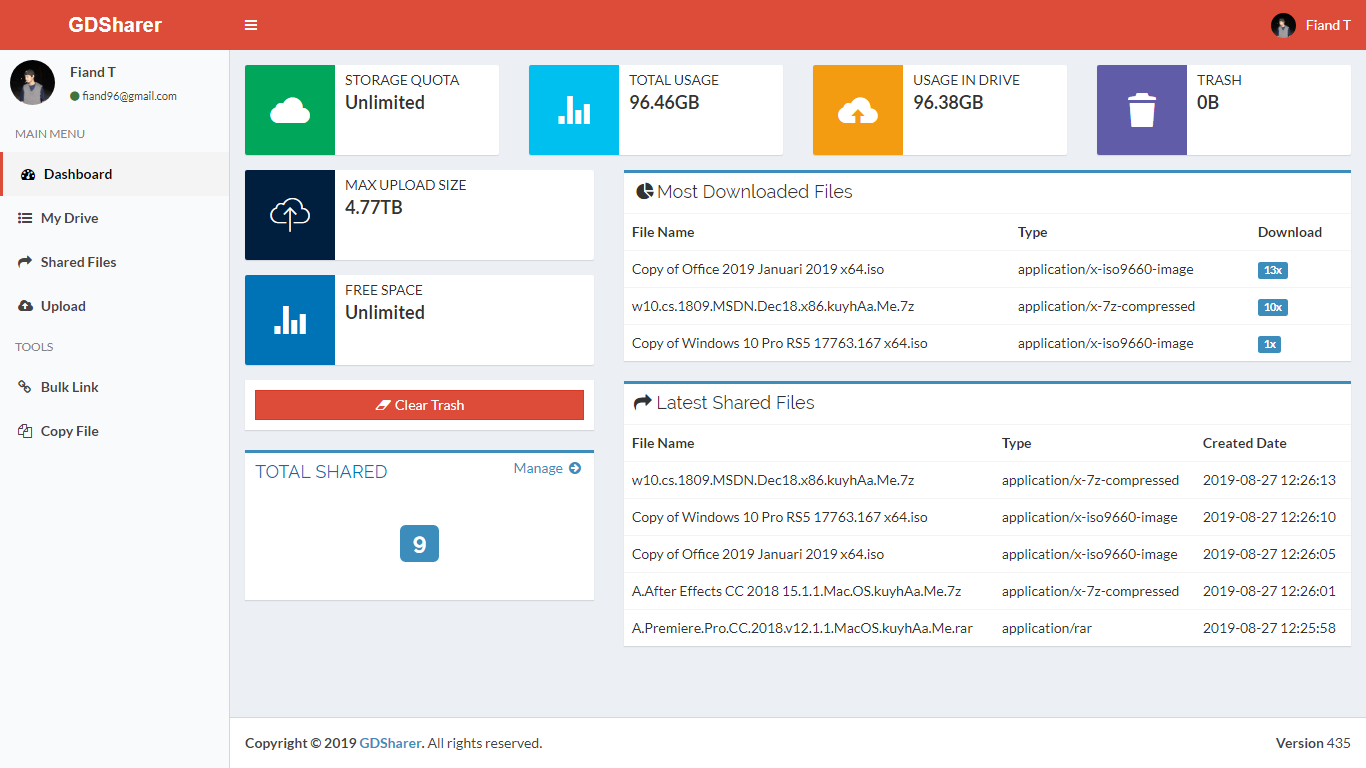 GDSharer
Fiand T
Fiand T
fiand96@gmail.com
MAIN MENU
Dashboard
My Drive
Shared Files
Upload
TOOLS
Bulk Link
Copy File
STORAGE QUOTA
Unlimited
TOTAL USAGE
96.46GB
USAGE IN DRIVE
96.38GB
TRASH
0B
MAX UPLOAD SIZE
4.77TB
FREE SPACE
Unlimited
Clear Trash
TOTAL SHARED
Manage
9
Most Downloaded Files
File Name Type Download
Copy of Office 2019 Januari 2019 x64.iso application/x-iso9660-image 13x
w10.cs.1809.MSDN.Dec18.x86.kuyhAa.Me.7z application/x-7z-compressed 10x
Copy of Windows 10 Pro RS5 17763.167 x64.iso application/x-iso9660-image 1x
Latest Shared Files
File Name Type Created Date
w10.cs.1809.MSDN.Dec18.x86.kuyhAa.Me.7z application/x-7z-compressed 2019-08-27 12:26:13
Copy of Windows 10 Pro RS5 17763.167 x64.iso application/x-iso9660-image 2019-08-27 12:26:10
Copy of Office 2019 Januari 2019 x64.iso application/x-iso9660-image 2019-08-27 12:26:05
A.After Effects CC 2018 15.1.1.Mac.OS.kuyhAa.Me.7z application/x-7z-compressed 2019-08-27 12:26:01
A.Premiere.Pro.CC.2018.v12.1.1.MacOS.kuyhAa.Me.rar application/rar 2019-08-27 12:25:58
Copyright © 2019 GDSharer. All rights reserved.
Version 435